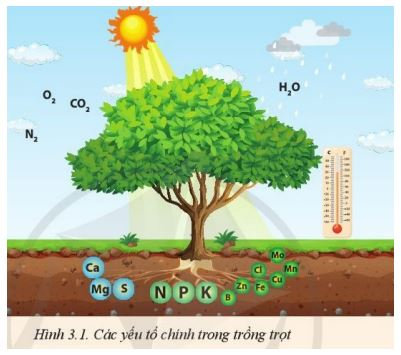 H₂O
O₂
CO₂
N₂
C F
Ca
Mg
S
N P K
B
Zn
Cl
Fe
Mo
Cu
Mn
Hình 3.1. Các yếu tố chính trong trồng trọt